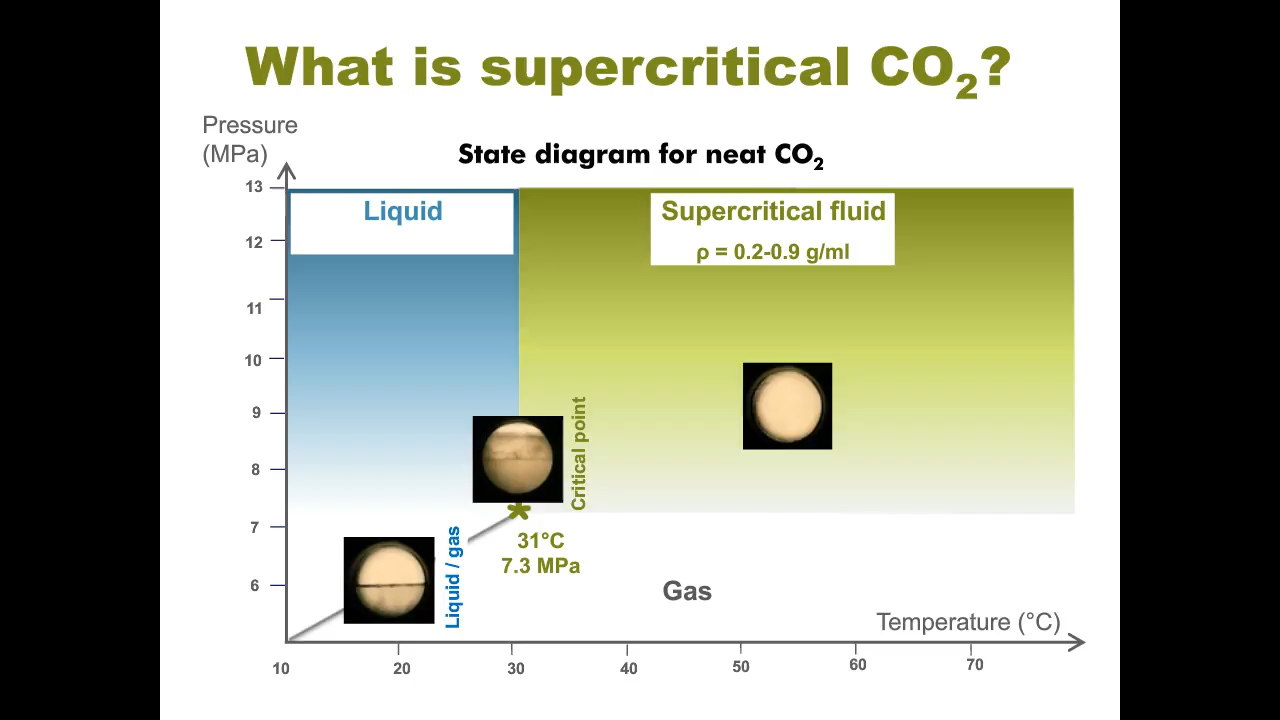 What is supercritical CO₂?
Pressure
(MPa)
State diagram for neat CO₂
13
12
11
10
9
8
7
6
Liquid
Supercritical fluid
ρ = 0.2-0.9 g/ml
Critical point
Liquid / gas
31°C
7.3 MPa
Gas
Temperature (°C)
10 20 30 40 50 60 70